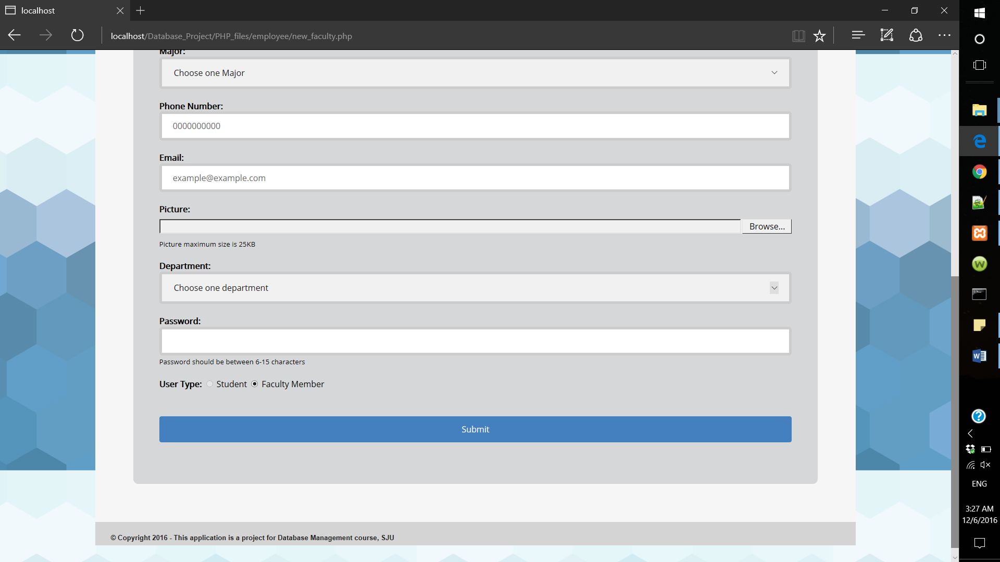 localhost
localhost/Database_Project/PHP_files/employee/new_faculty.php
Major:
Choose one Major
Phone Number:
0000000000
Email:
example@example.com
Picture:
Browse...
Picture maximum size is 25KB
Department:
Choose one department
Password:
Password should be between 6-15 characters
User Type: Student Faculty Member
Submit
© Copyright 2016 - This application is a project for Database Management course, SJU
ENG
3:27 AM
12/6/2016